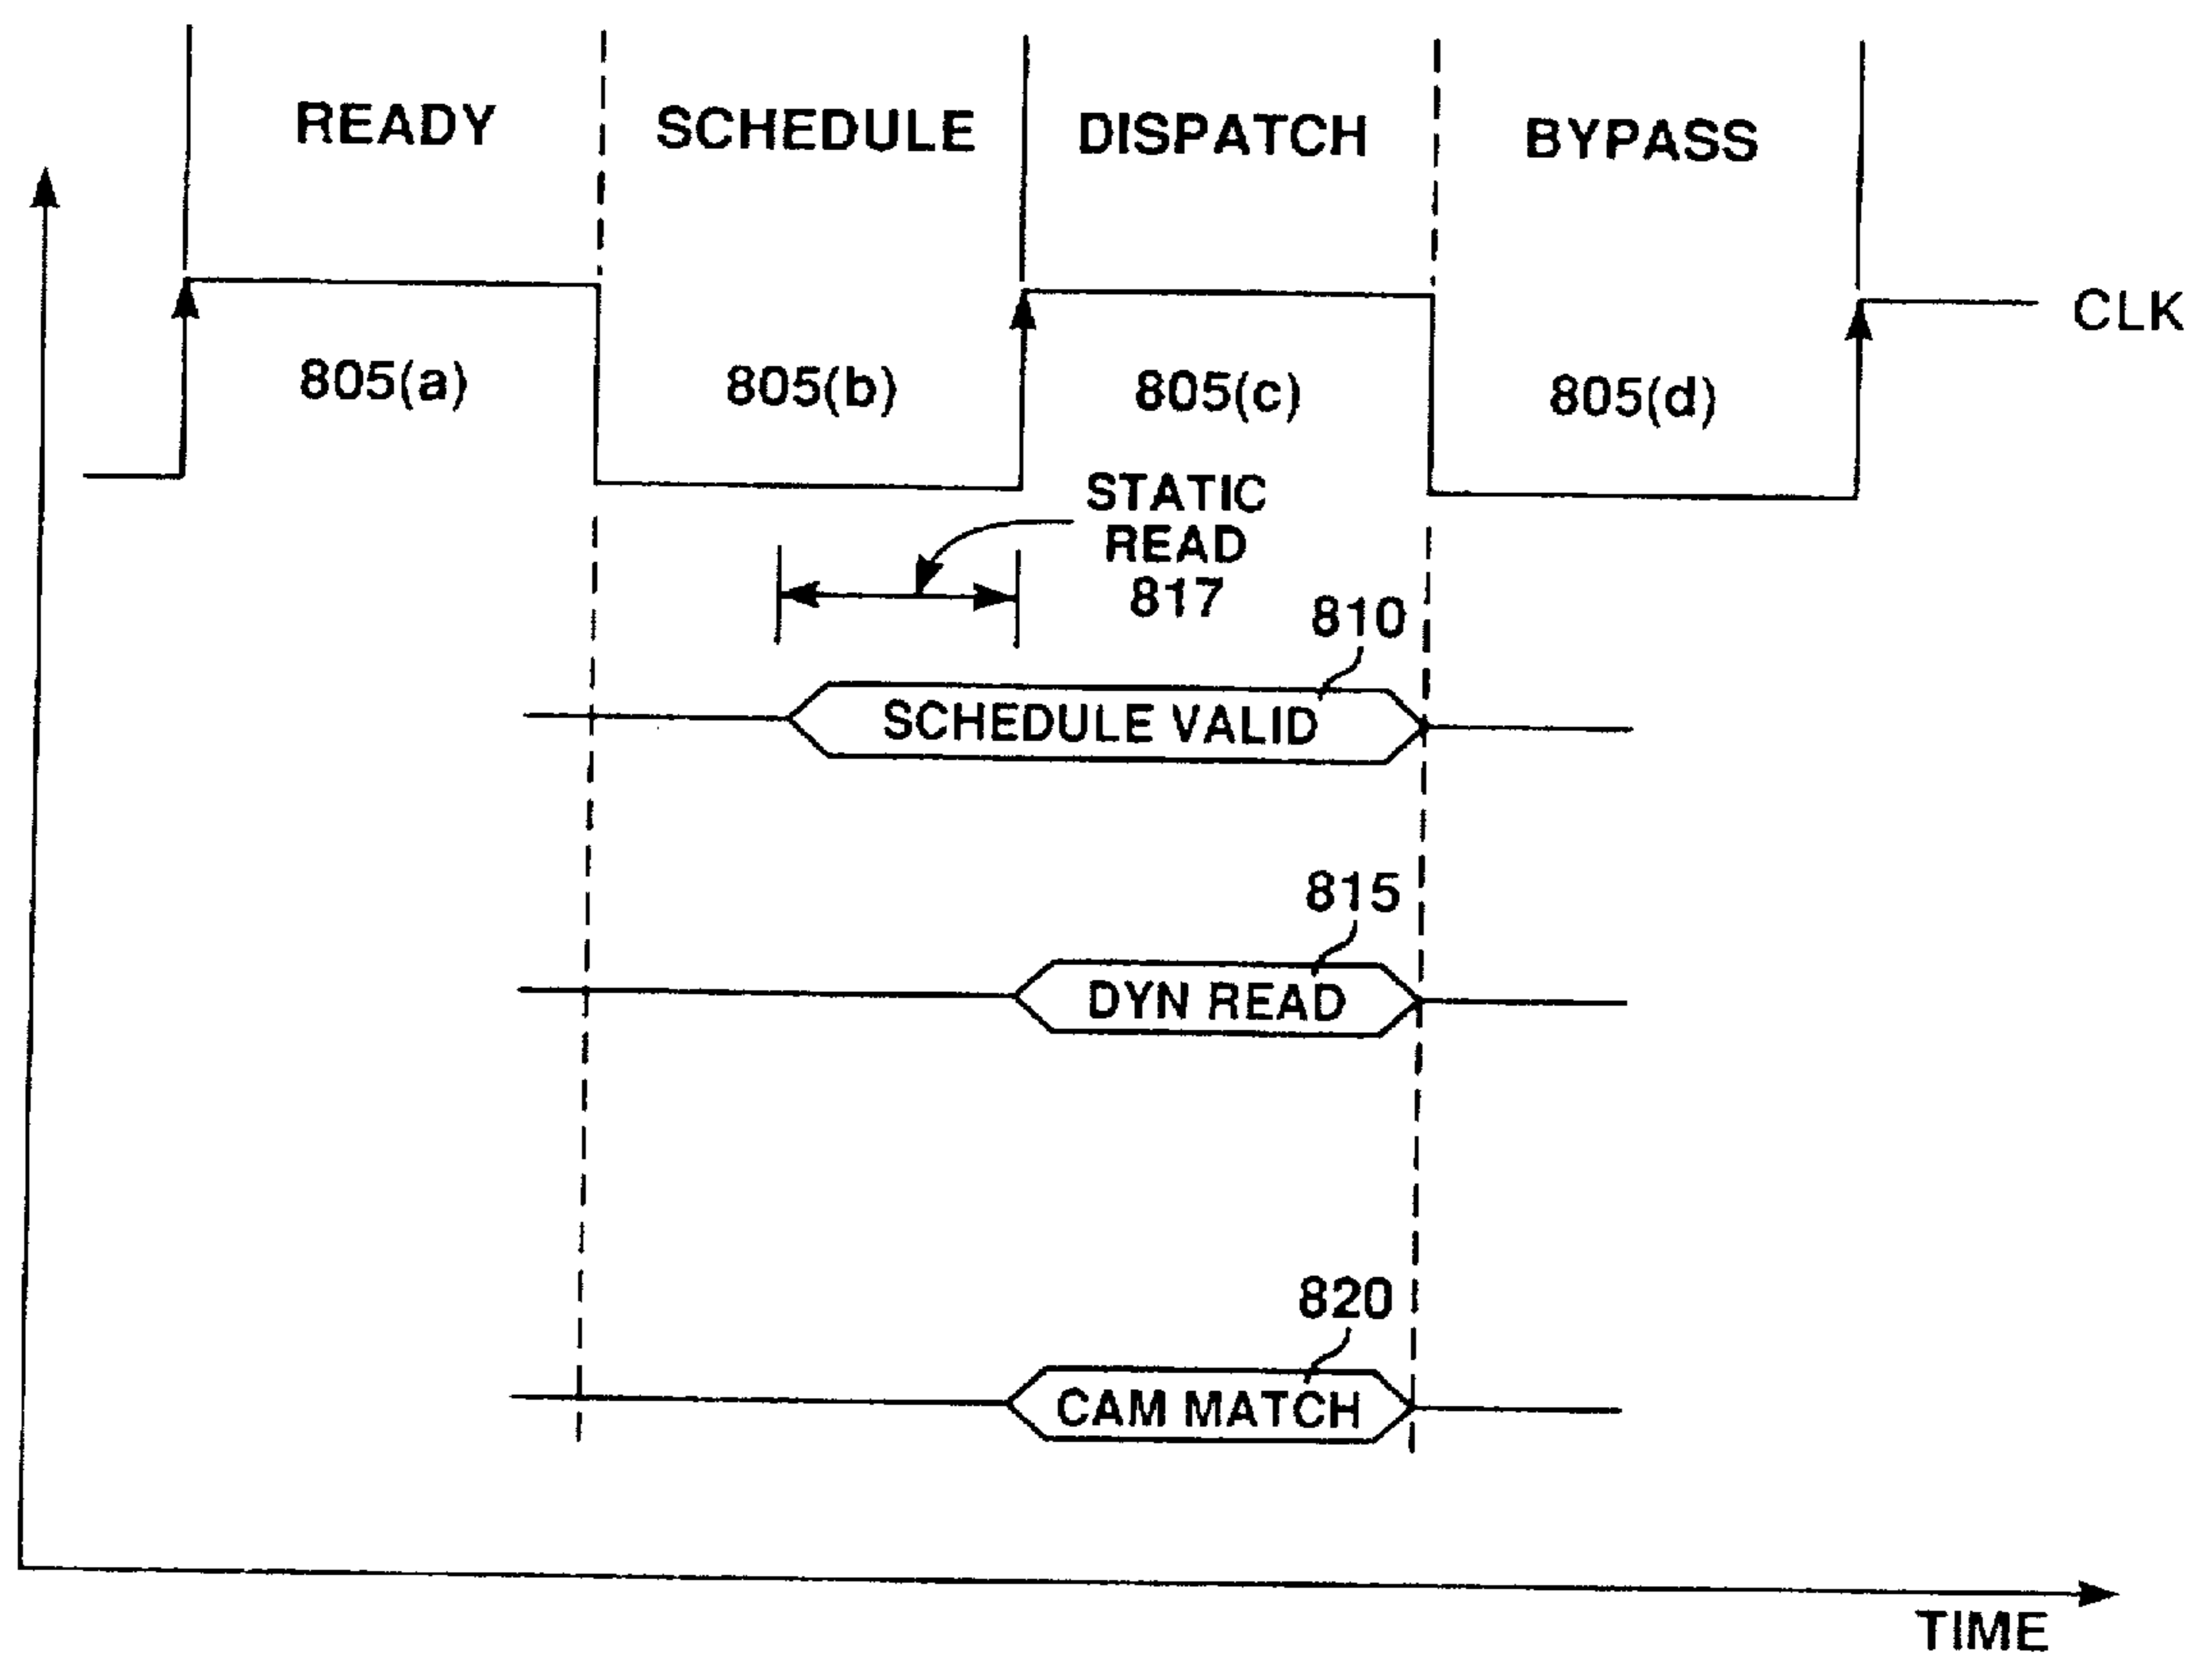 READY SCHEDULE DISPATCH BYPASS
CLK
805(a) 805(b) 805(c) 805(d)
STATIC
READ
817
810
SCHEDULE VALID
815
DYN READ
820
CAM MATCH
TIME